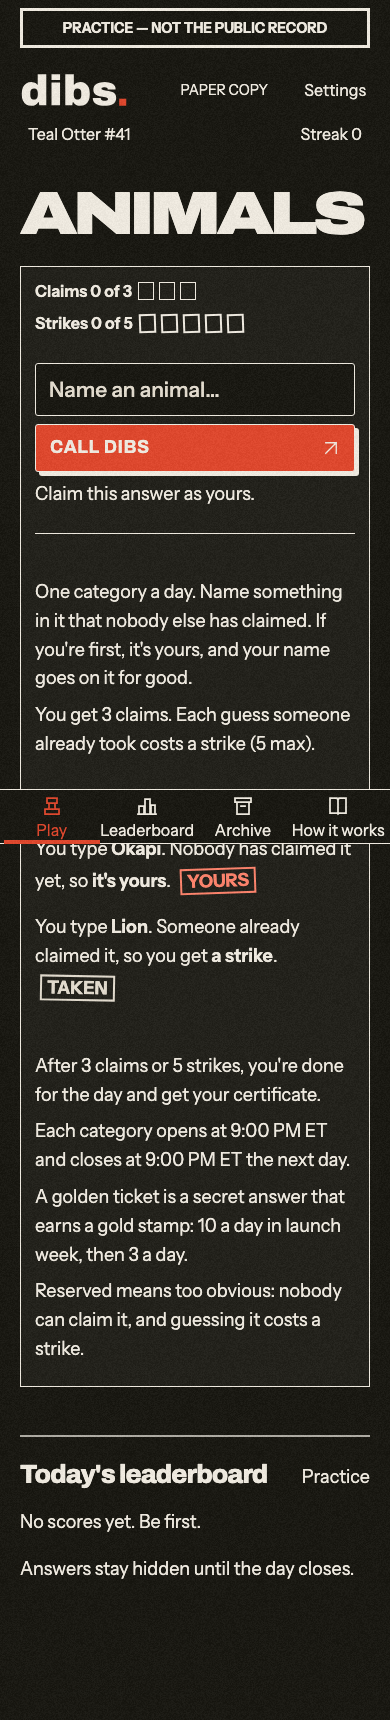 PRACTICE — NOT THE PUBLIC RECORD
dibs.
PAPER COPY
Settings
Teal Otter #41
Streak 0
ANIMALS
Claims 0 of 3
Strikes 0 of 5
Name an animal...
CALL DIBS
Claim this answer as yours.
One category a day. Name something
in it that nobody else has claimed. If
you're first, it's yours, and your name
goes on it for good.
You get 3 claims. Each guess someone
already took costs a strike (5 max).
Play
Leaderboard
Archive
How it works
You type Okapi. Nobody has claimed it
yet, so it's yours. YOURS
You type Lion. Someone already
claimed it, so you get a strike.
TAKEN
After 3 claims or 5 strikes, you're done
for the day and get your certificate.
Each category opens at 9:00 PM ET
and closes at 9:00 PM ET the next day.
A golden ticket is a secret answer that
earns a gold stamp: 10 a day in launch
week, then 3 a day.
Reserved means too obvious: nobody
can claim it, and guessing it costs a
strike.
Today's leaderboard
Practice
No scores yet. Be first.
Answers stay hidden until the day closes.